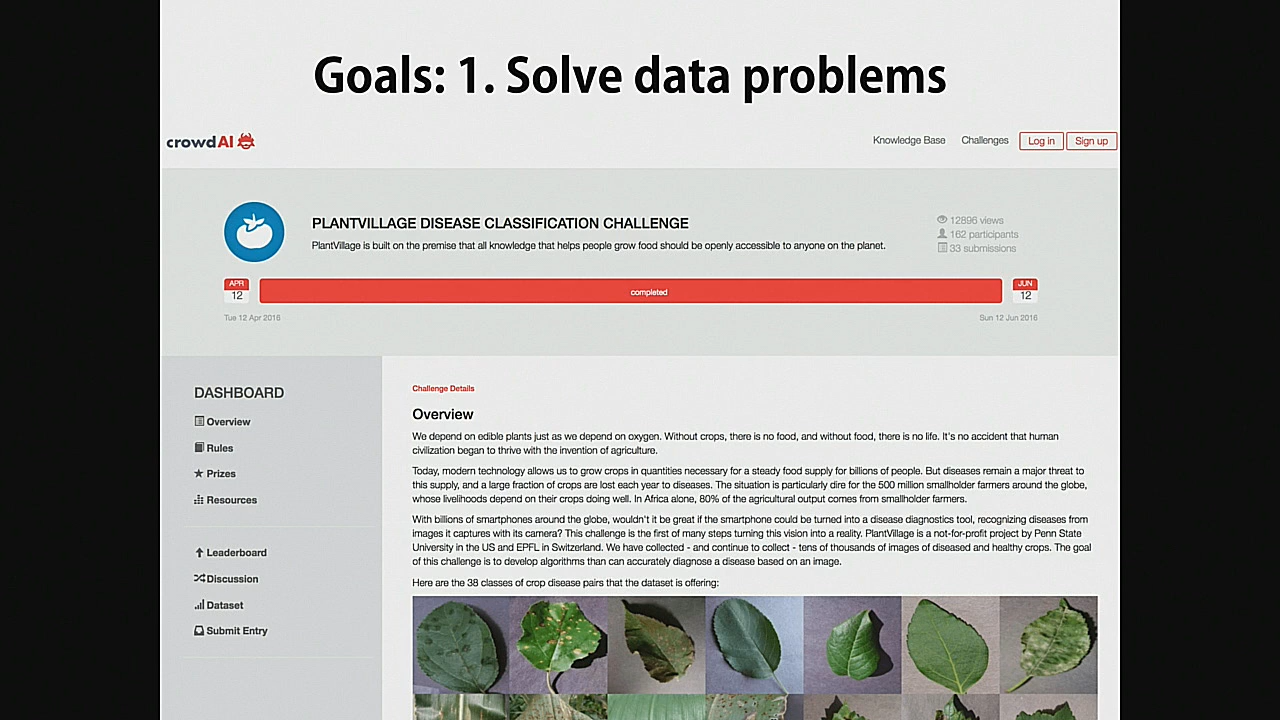 Goals: 1. Solve data problems
crowdAI
Knowledge Base Challenges Log in Sign up
PLANTVILLAGE DISEASE CLASSIFICATION CHALLENGE
PlantVillage is built on the premise that all knowledge that helps people grow food should be openly accessible to anyone on the planet.
12896 views
162 participants
33 submissions
APR
12
completed
JUN
12
Tue 12 Apr 2016
Sun 12 Jun 2016
DASHBOARD
Overview
Rules
Prizes
Resources
Leaderboard
Discussion
Dataset
Submit Entry
Challenge Details
Overview
We depend on edible plants just as we depend on oxygen. Without crops, there is no food, and without food, there is no life. It's no accident that human
civilization began to thrive with the invention of agriculture.
Today, modern technology allows us to grow crops in quantities necessary for a steady food supply for billions of people. But diseases remain a major threat to
this supply, and a large fraction of crops are lost each year to diseases. The situation is particularly dire for the 500 million smallholder farmers around the globe,
whose livelihoods depend on their crops doing well. In Africa alone, 80% of the agricultural output comes from smallholder farmers.
With billions of smartphones around the globe, wouldn't it be great if the smartphone could be turned into a disease diagnostics tool, recognizing diseases from
images it captures with its camera? This challenge is the first of many steps turning this vision into a reality. PlantVillage is a not-for-profit project by Penn State
University in the US and EPFL in Switzerland. We have collected - and continue to collect - tens of thousands of images of diseased and healthy crops. The goal
of this challenge is to develop algorithms than can accurately diagnose a disease based on an image.
Here are the 38 classes of crop disease pairs that the dataset is offering: